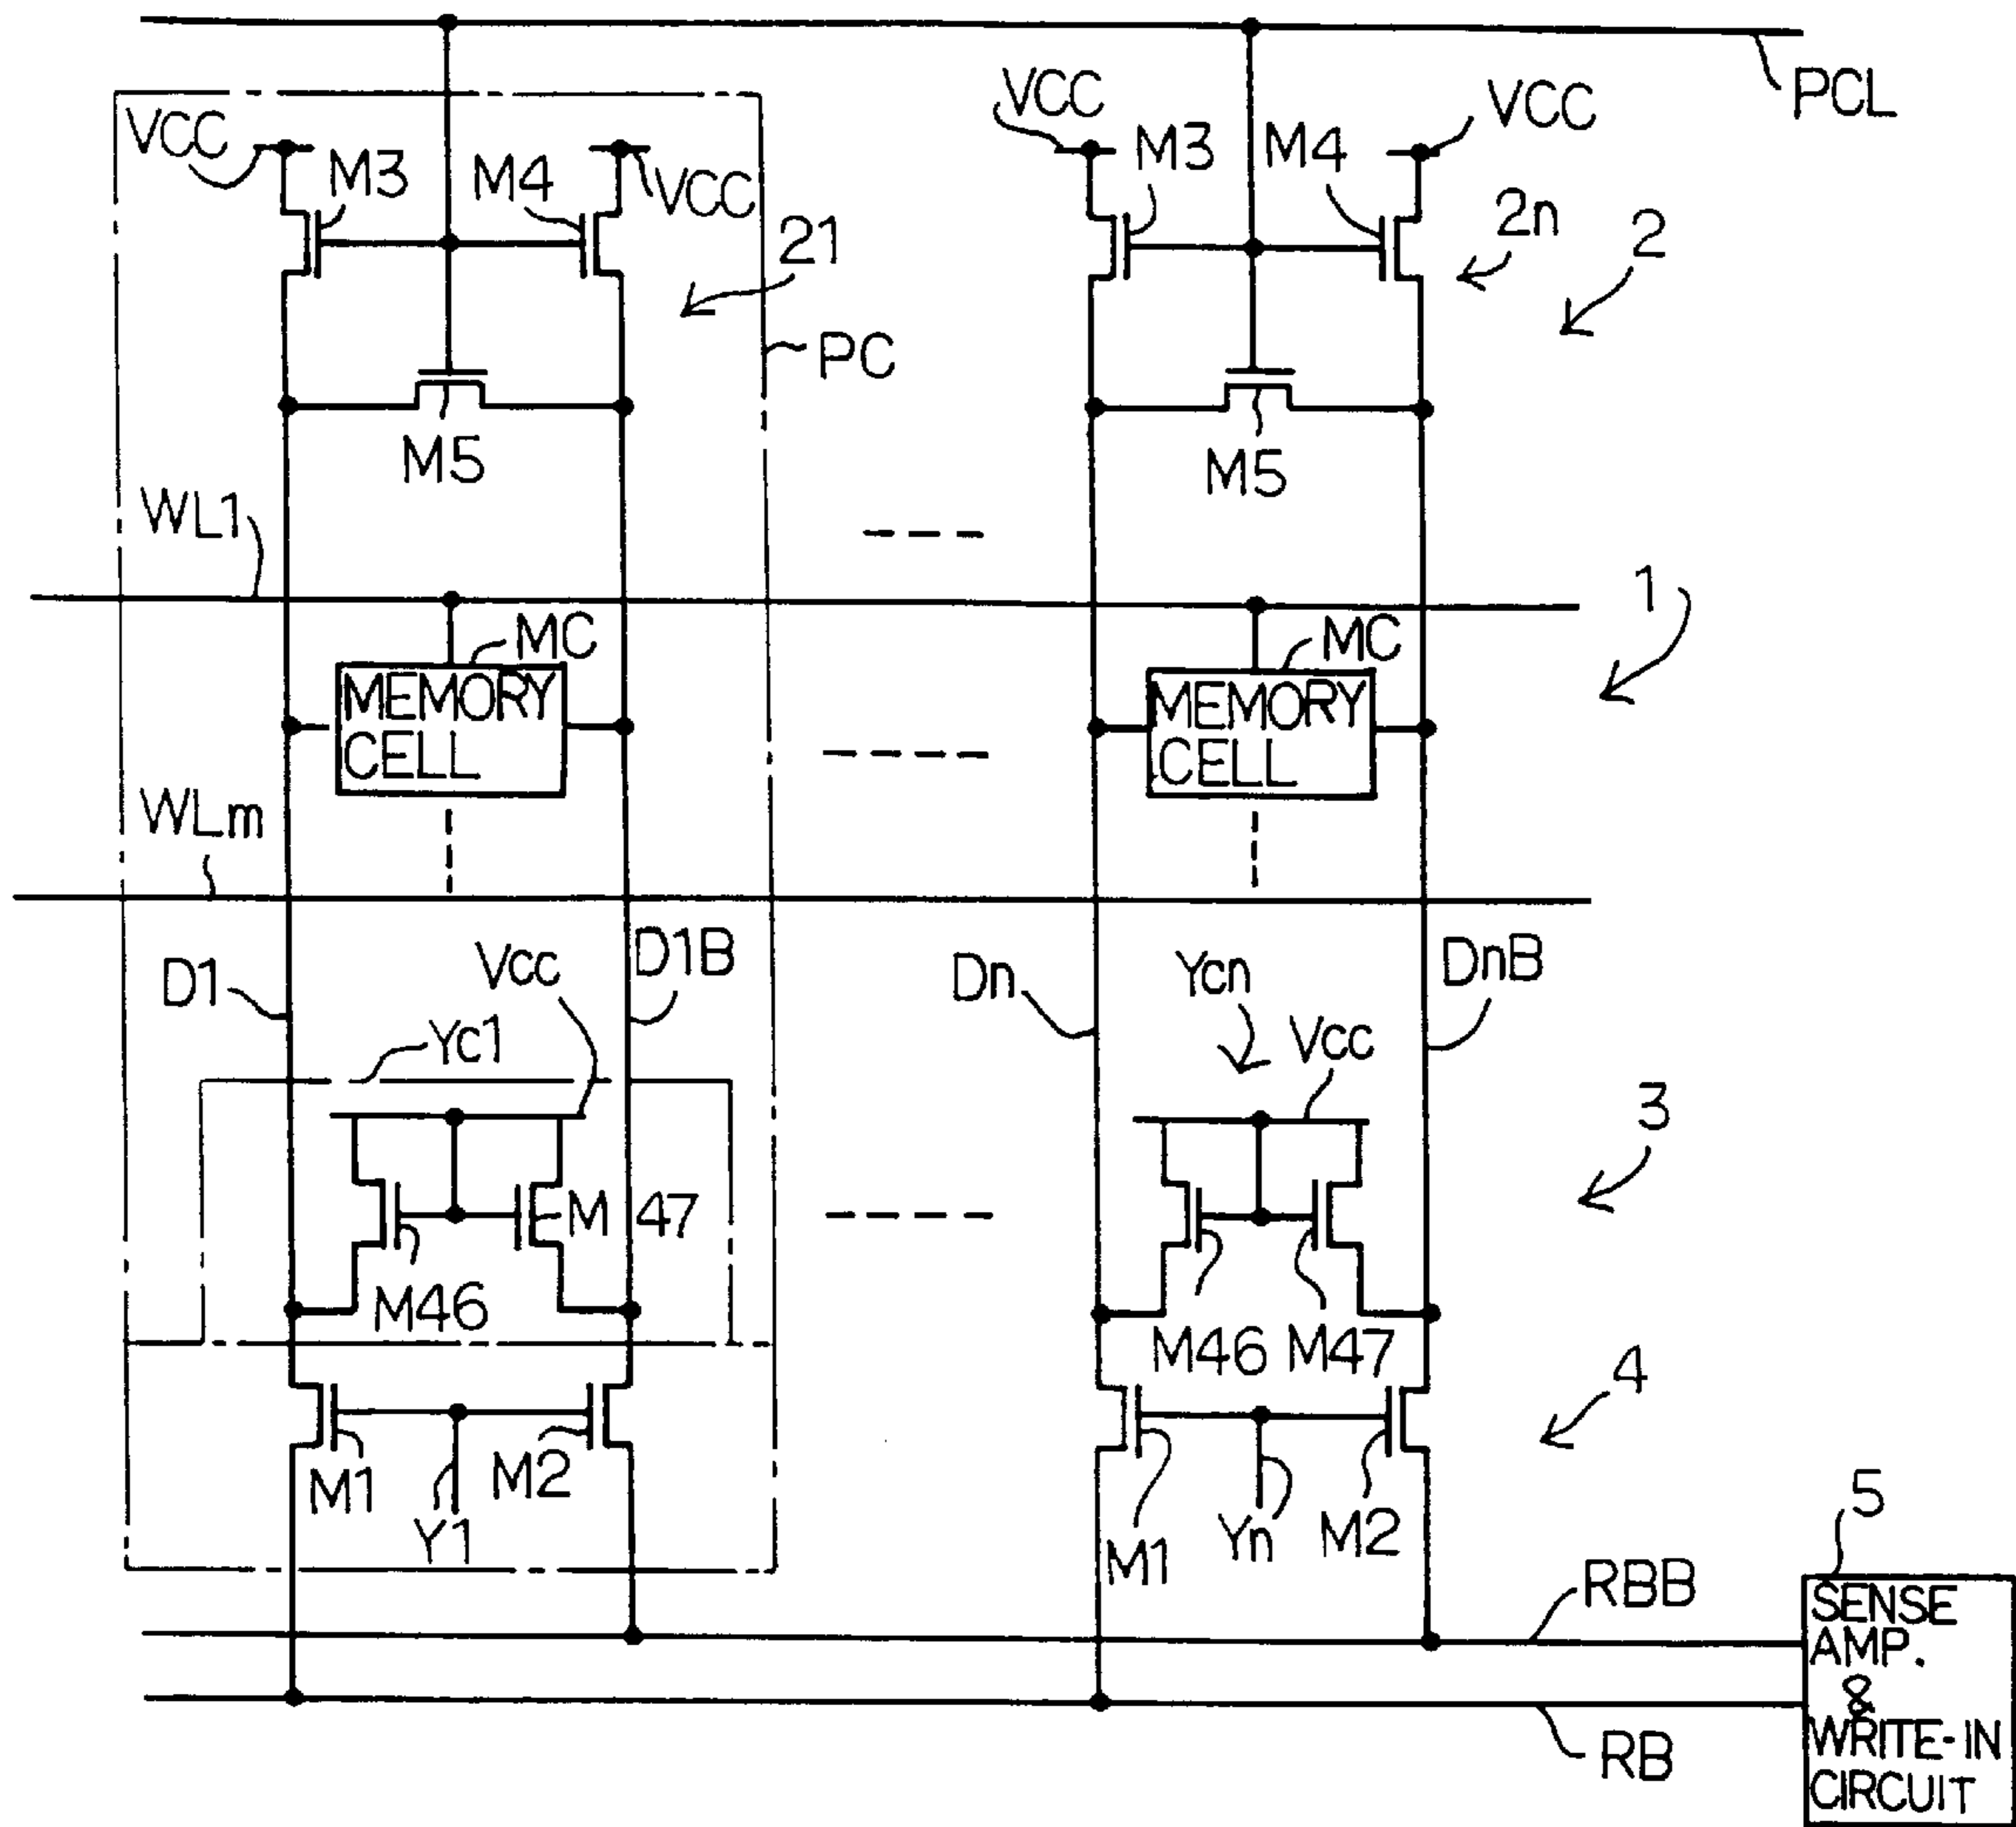 PCL
VCC
M3
M4
VCC
21
PC
VCC
M3
M4
VCC
2n
2
M5
M5
WL1
1
MC
MEMORY
CELL
MC
MEMORY
CELL
WLm
D1
Vcc
D1B
Dn
Ycn
DnB
Yc1
Vcc
3
M 47
M46
M46
M47
4
M1
Y1
M2
M1
Yn
M2
5
RBB
RB
SENSE
AMP.
&
WRITE-IN
CIRCUIT